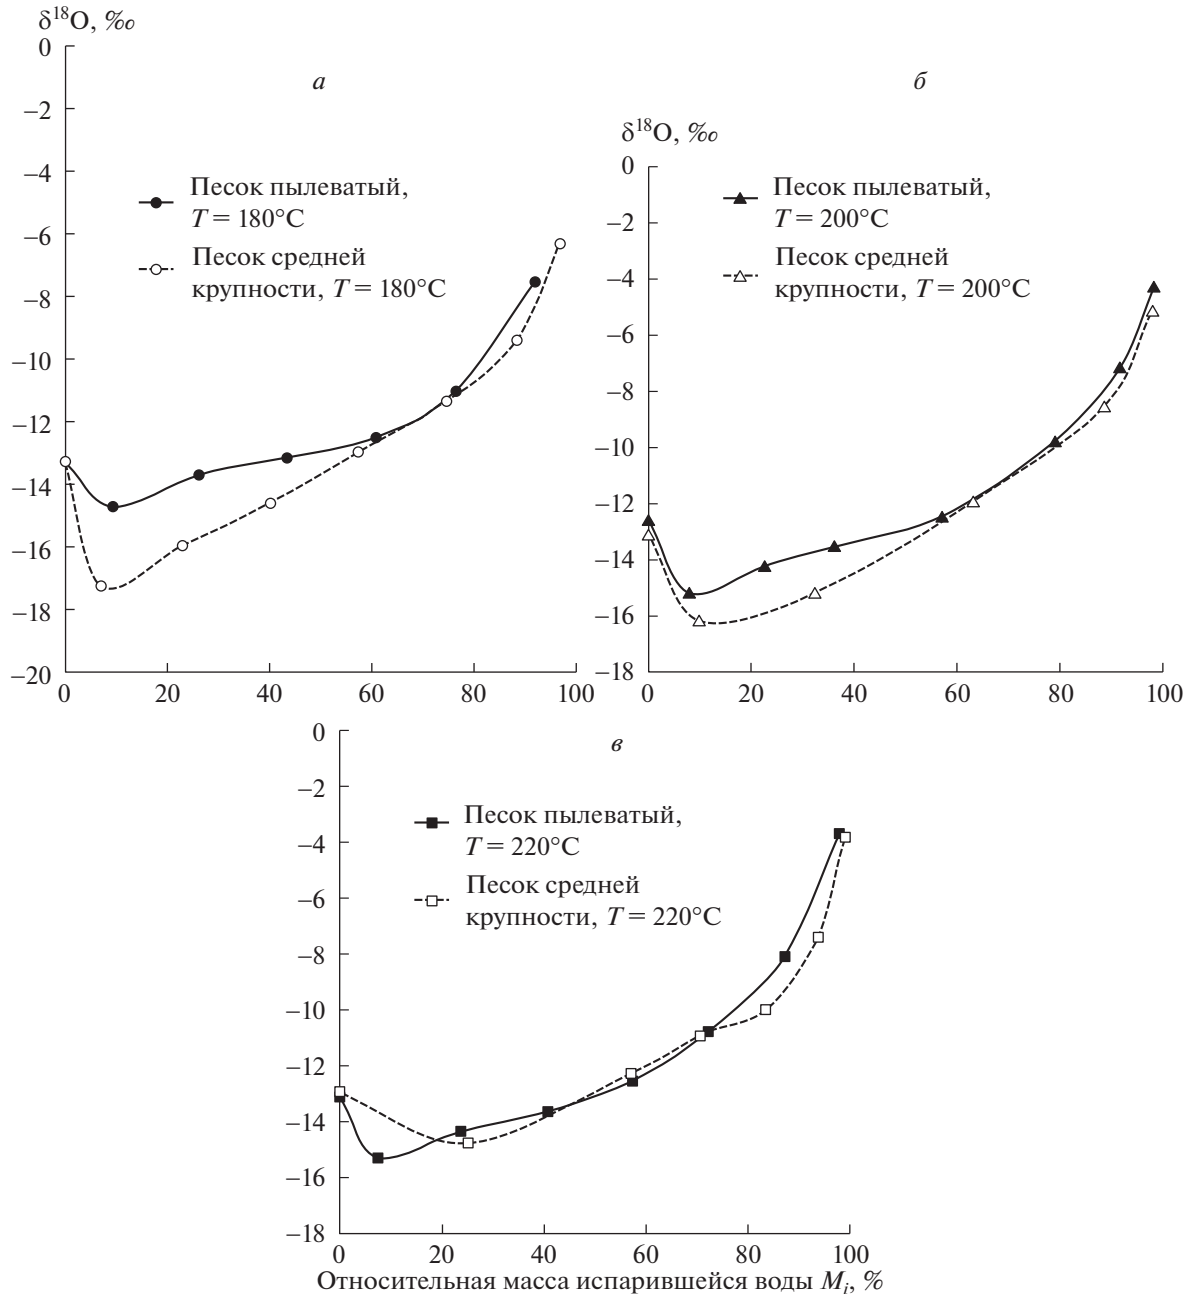 δ¹⁸O, ‰
0
−2
−4
−6
−8
−10
−12
−14
−16
−18
−20
0
20
40
60
80
100
а
Песок пылеватый,
T = 180°C
Песок средней
крупности, T = 180°C
б
δ¹⁸O, ‰
0
−2
−4
−6
−8
−10
−12
−14
−16
−18
0
20
40
60
80
100
Песок пылеватый,
T = 200°C
Песок средней
крупности, T = 200°C
в
0
−2
−4
−6
−8
−10
−12
−14
−16
−18
0
20
40
60
80
100
Песок пылеватый,
T = 220°C
Песок средней
крупности, T = 220°C
Относительная масса испарившейся воды Mᵢ, %